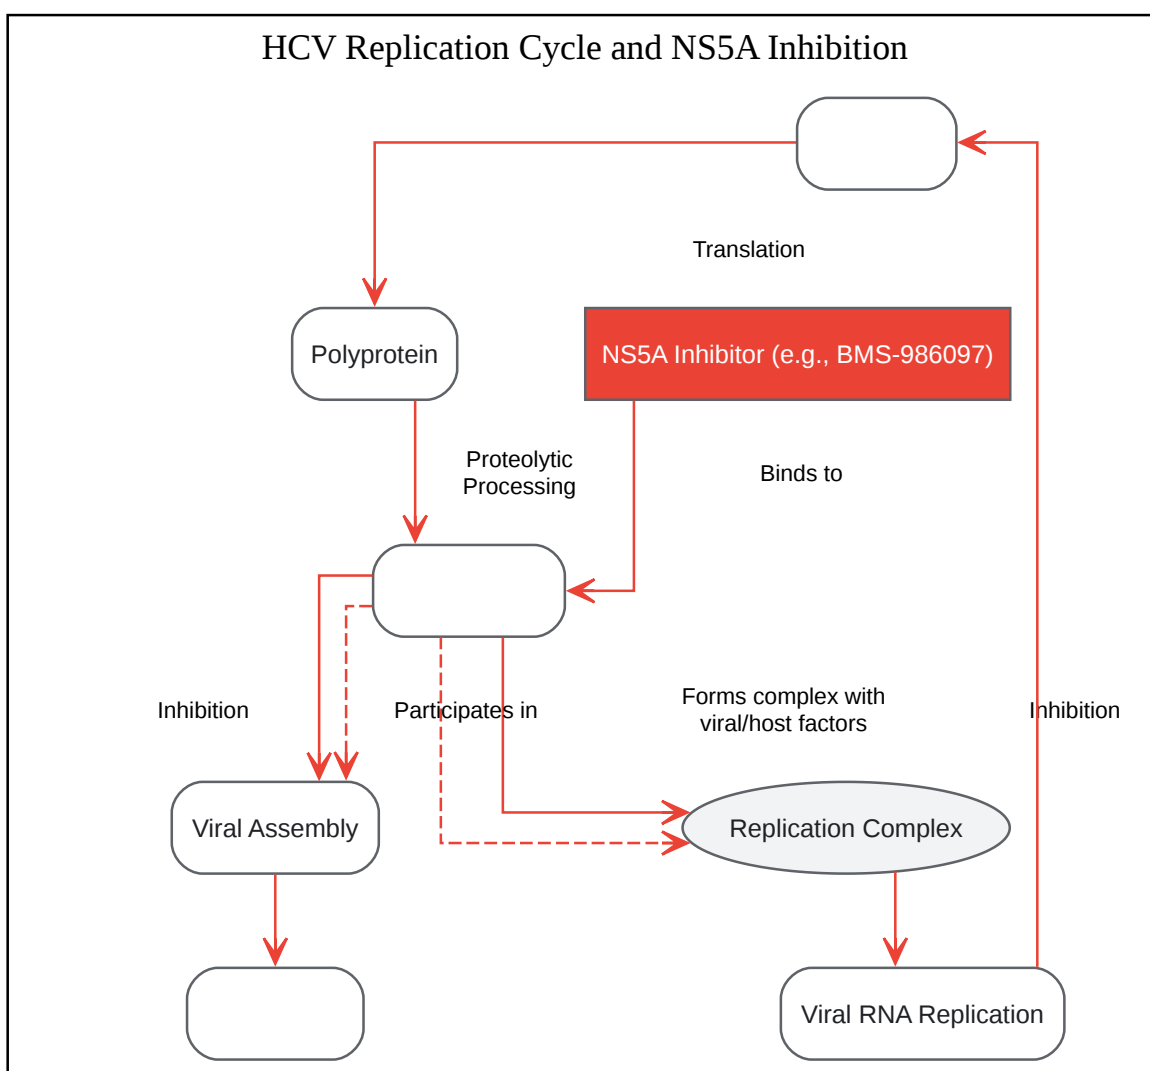 HCV Replication Cycle and NS5A Inhibition
Translation
Polyprotein
NS5A Inhibitor (e.g., BMS-986097)
Proteolytic
Processing
Binds to
Inhibition
Participates in
Forms complex with
viral/host factors
Inhibition
Viral Assembly
Replication Complex
Viral RNA Replication